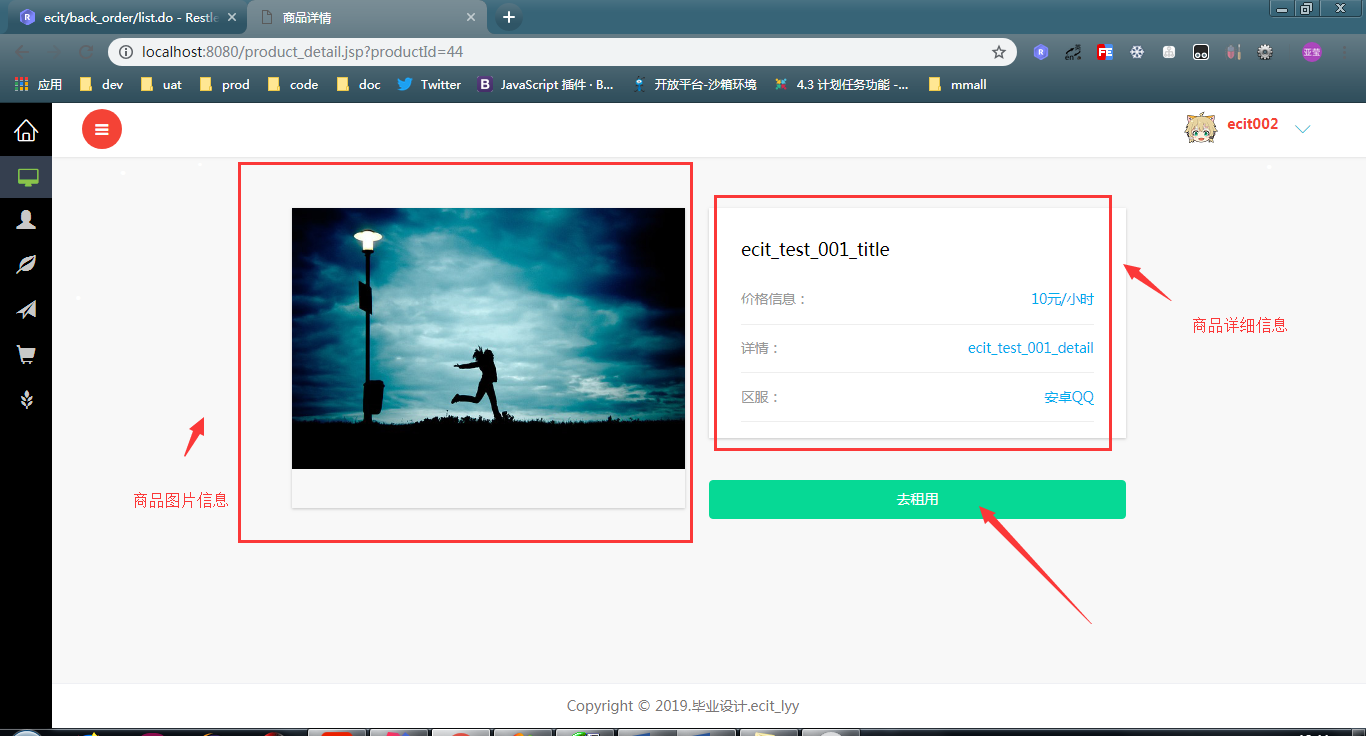 ecit/back_order/list.do - Restle
商品详情
localhost:8080/product_detail.jsp?productId=44
亚莹
应用 dev uat prod code doc Twitter JavaScript 插件 · B... 开放平台-沙箱环境 4.3 计划任务功能 -... mmall
ecit002
ecit_test_001_title
价格信息： 10元/小时
商品详细信息
详情： ecit_test_001_detail
区服： 安卓QQ
商品图片信息
去租用
Copyright © 2019.毕业设计.ecit_lyy